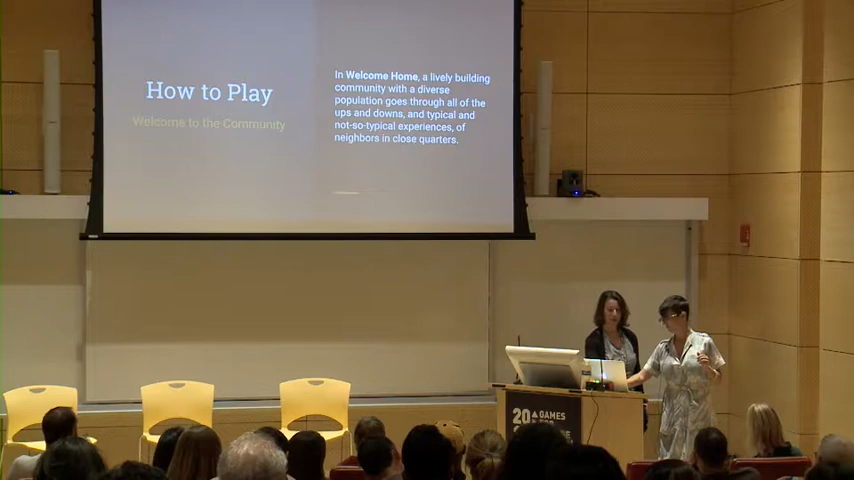 How to Play
Welcome to the Community
In Welcome Home, a lively building
community with a diverse
population goes through all of the
ups and downs, and typical and
not-so-typical experiences, of
neighbors in close quarters.
20
GAMES
FOR